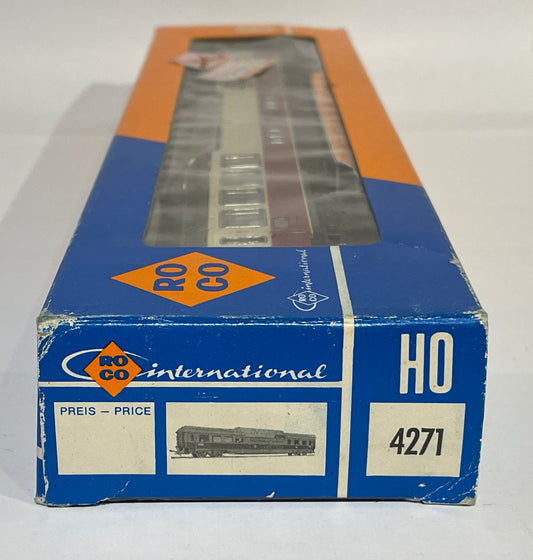 RO
CO
RO
CO
international
RO
CO
international
HO
PREIS – PRICE
4271